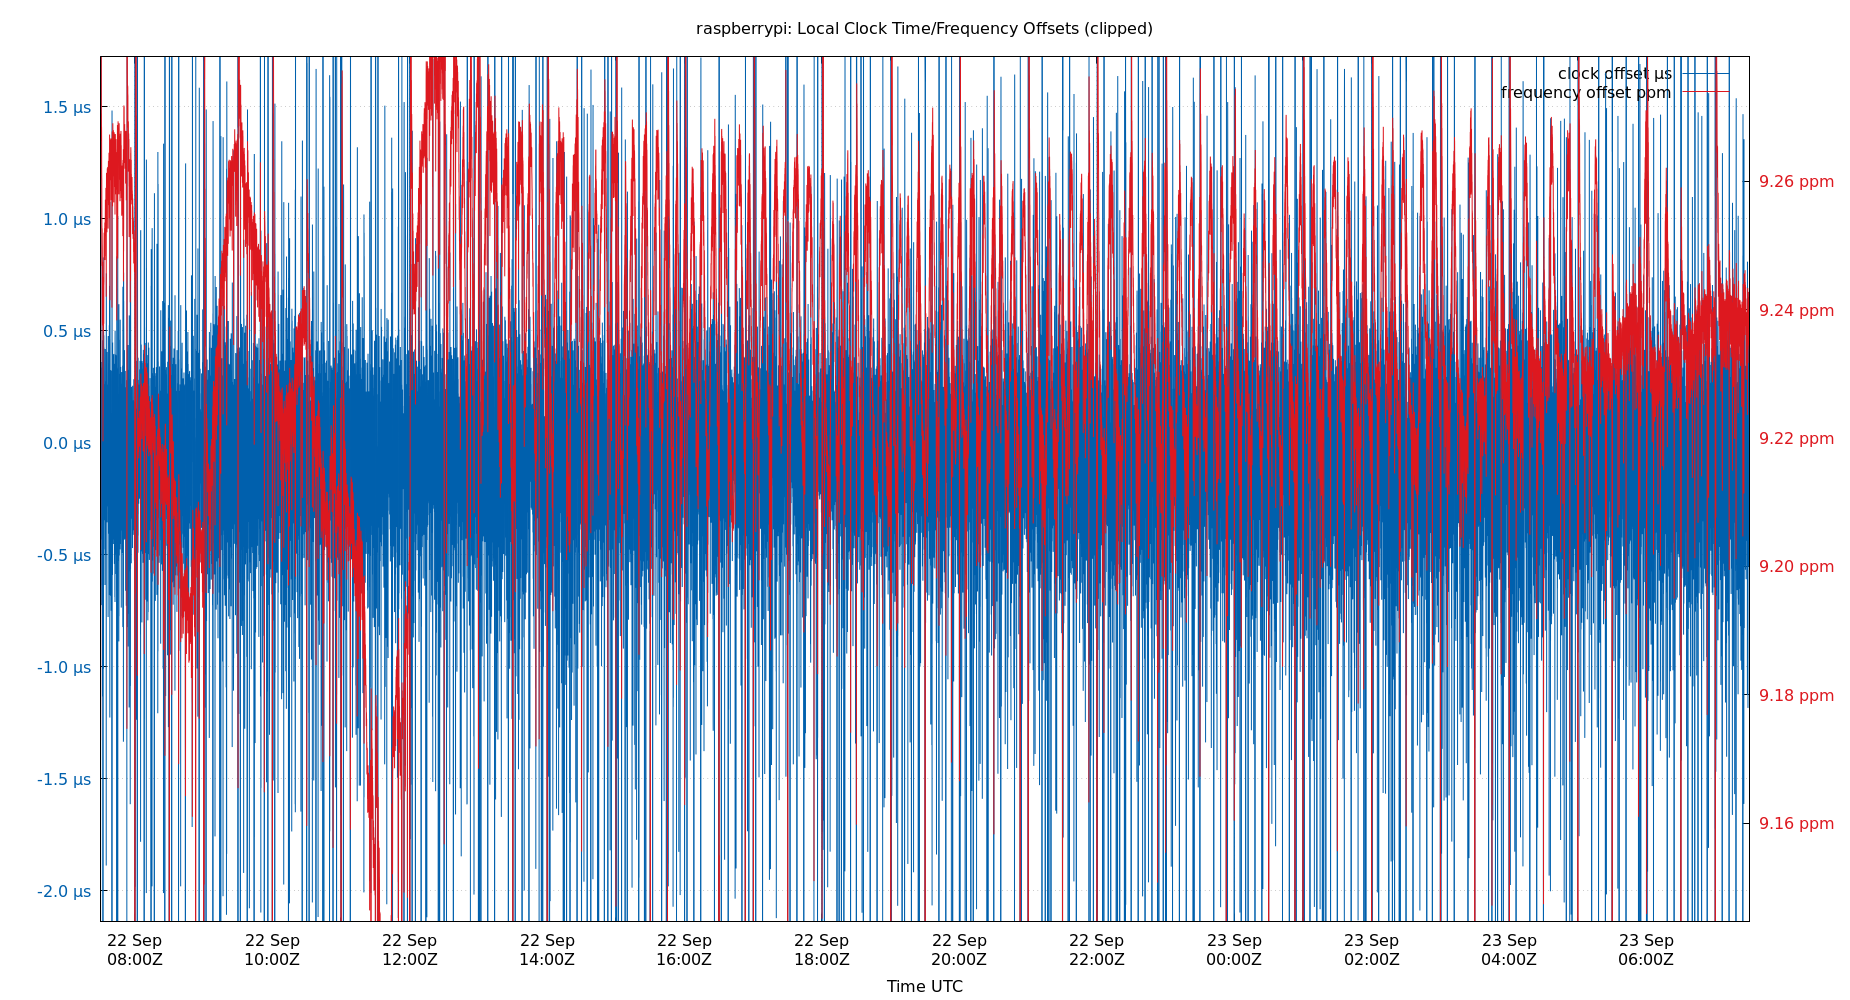 raspberrypi: Local Clock Time/Frequency Offsets (clipped)
clock offset µs
frequency offset ppm
1.5 µs
1.0 µs
0.5 µs
0.0 µs
-0.5 µs
-1.0 µs
-1.5 µs
-2.0 µs
9.26 ppm
9.24 ppm
9.22 ppm
9.20 ppm
9.18 ppm
9.16 ppm
22 Sep 22 Sep 22 Sep 22 Sep 22 Sep 22 Sep 22 Sep 22 Sep 23 Sep 23 Sep 23 Sep 23 Sep
08:00Z 10:00Z 12:00Z 14:00Z 16:00Z 18:00Z 20:00Z 22:00Z 00:00Z 02:00Z 04:00Z 06:00Z
Time UTC